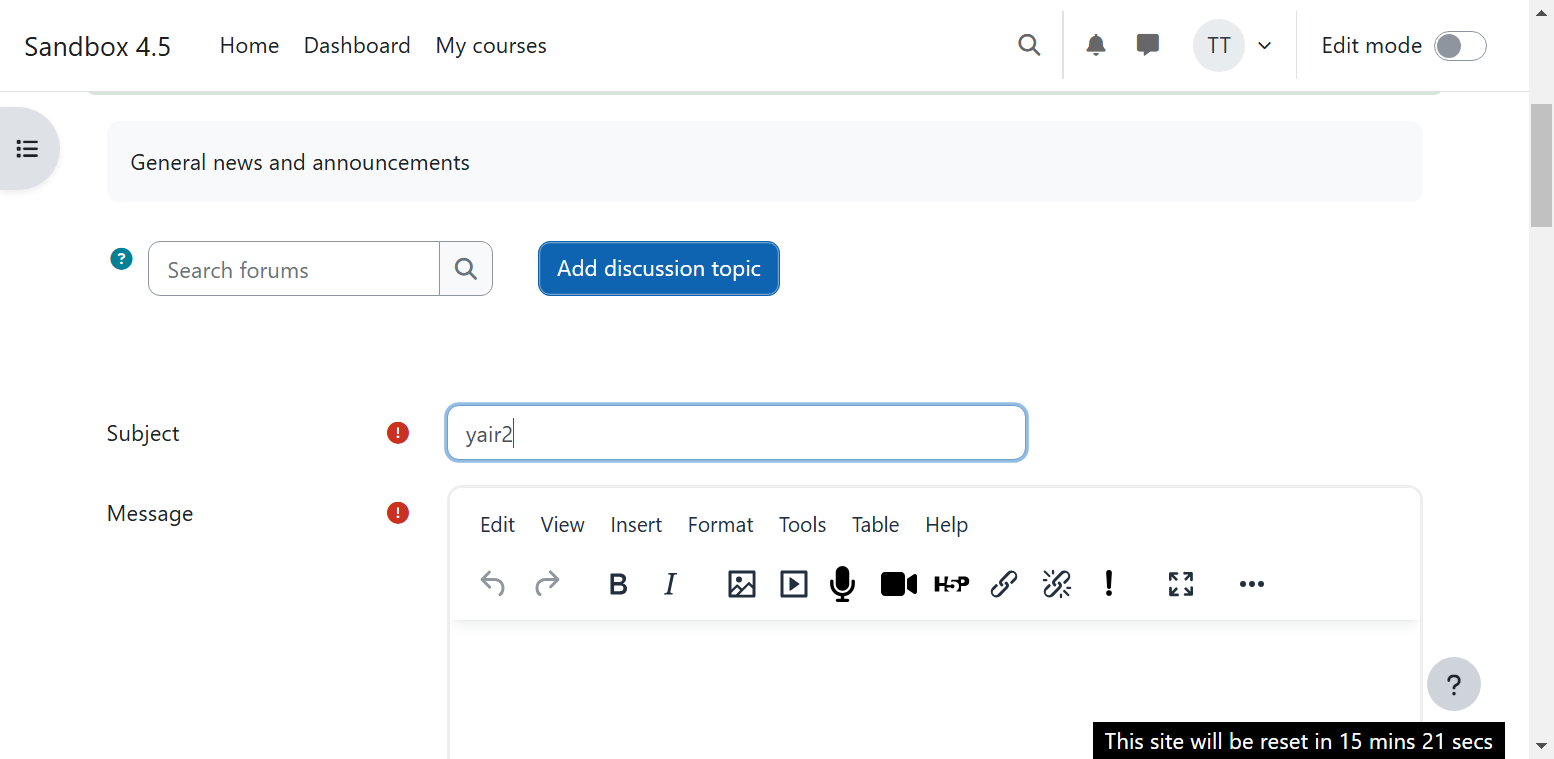 Sandbox 4.5 Home Dashboard My courses TT Edit mode
General news and announcements
? Search forums Add discussion topic
Subject ! yair2
Message !
Edit View Insert Format Tools Table Help
B I H5P !
?
This site will be reset in 15 mins 21 secs